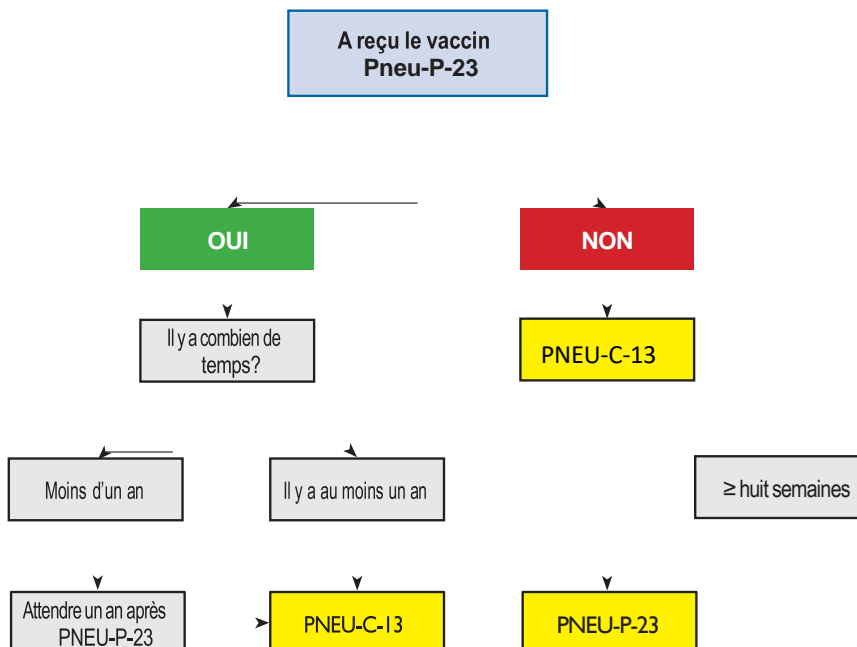 A reçu le vaccin
Pneu-P-23
OUI
NON
Il y a combien de
temps?
PNEU-C-13
Moins d'un an
Il y a au moins un an
≥ huit semaines
Attendre un an après
PNEU-P-23
PNEU-C-13
PNEU-P-23